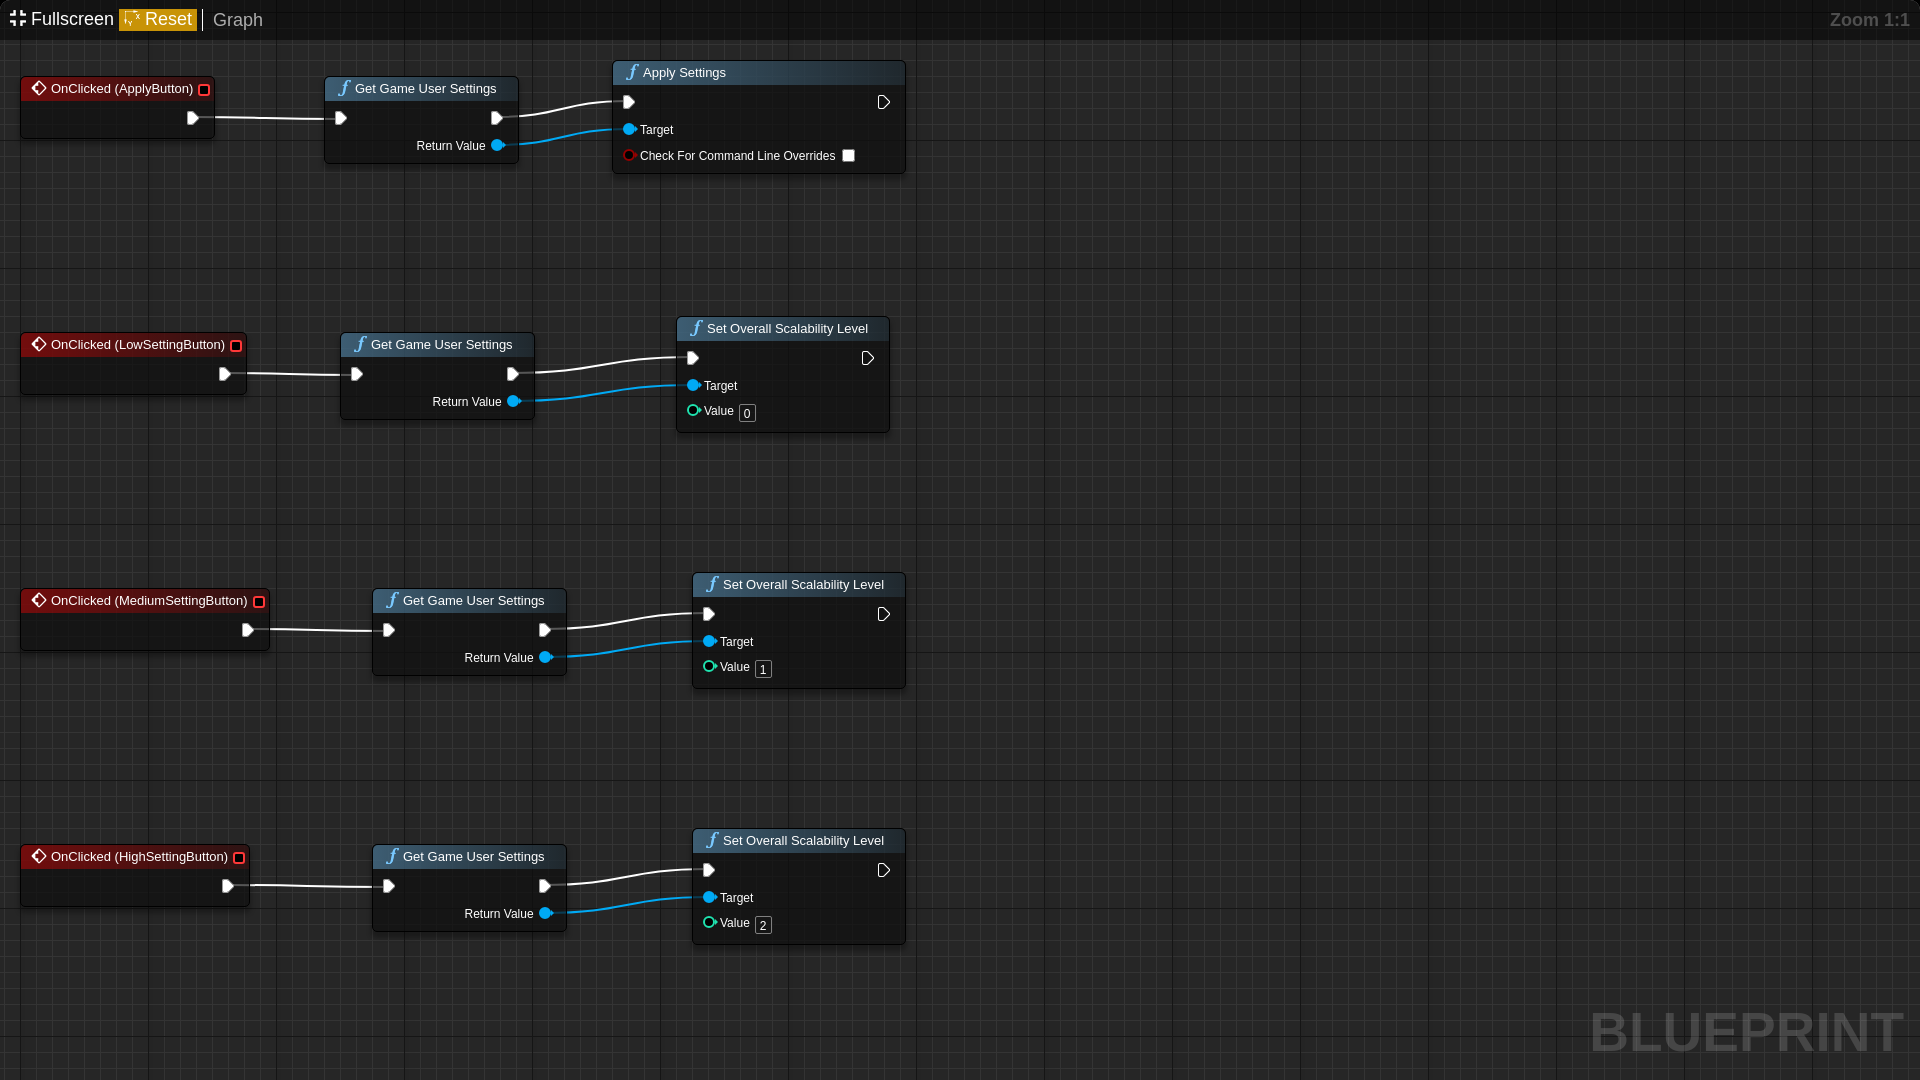 Fullscreen Reset Graph Zoom 1:1
OnClicked (ApplyButton)
Get Game User Settings
Return Value
Apply Settings
Target
Check For Command Line Overrides
OnClicked (LowSettingButton)
Get Game User Settings
Return Value
Set Overall Scalability Level
Target
Value 0
OnClicked (MediumSettingButton)
Get Game User Settings
Return Value
Set Overall Scalability Level
Target
Value 1
OnClicked (HighSettingButton)
Get Game User Settings
Return Value
Set Overall Scalability Level
Target
Value 2
BLUEPRINT